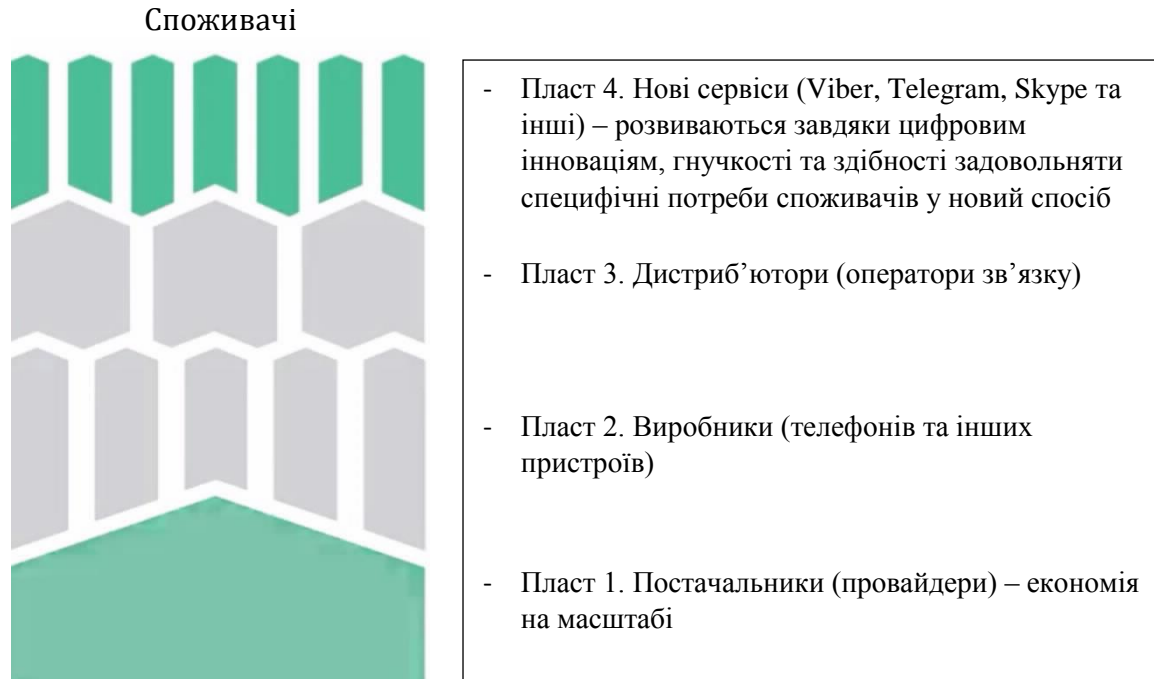 Споживачі
- Пласт 4. Нові сервіси (Viber, Telegram, Skype та
інші) – розвиваються завдяки цифровим
інноваціям, гнучкості та здібності задовольняти
специфічні потреби споживачів у новий спосіб
- Пласт 3. Дистриб’ютори (оператори зв’язку)
- Пласт 2. Виробники (телефонів та інших
пристроїв)
- Пласт 1. Постачальники (провайдери) – економія
на масштабі